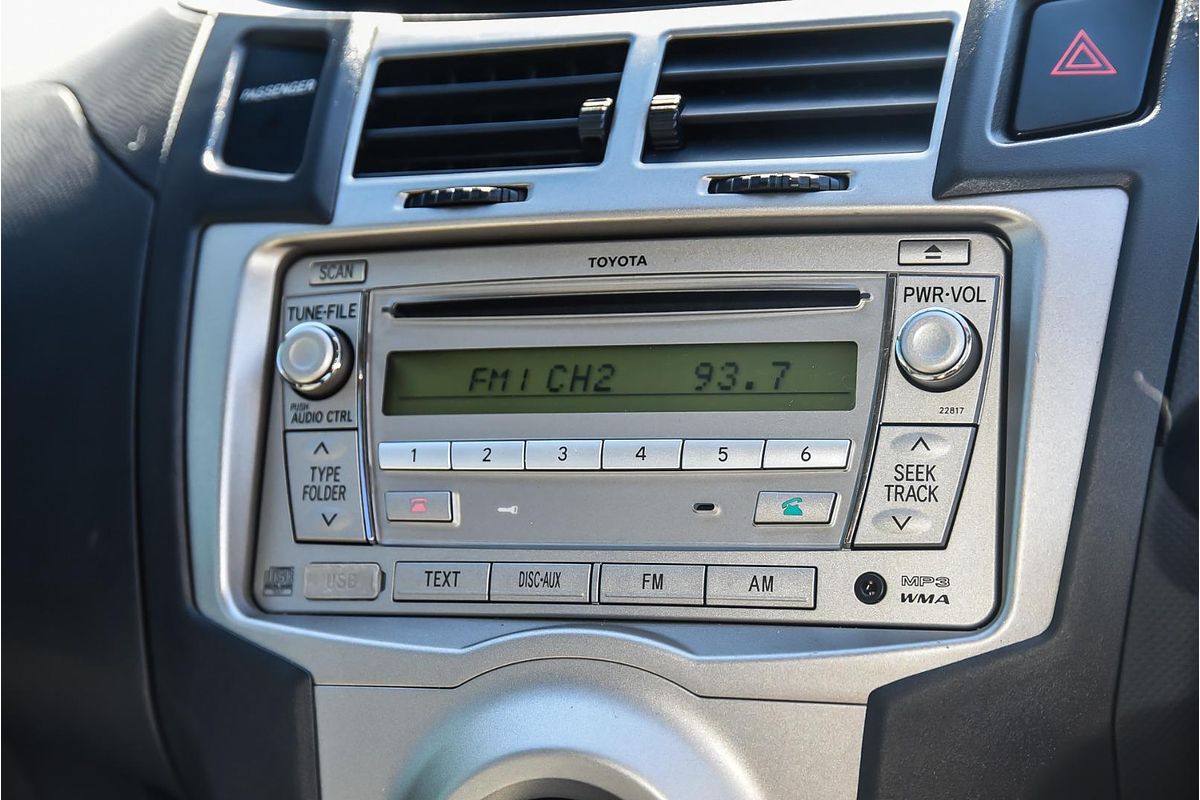 PASSENGER
TOYOTA
SCAN
TUNE·FILE
PWR·VOL
FM1 CH2 93.7
PUSH
AUDIO CTRL
22817
1 2 3 4 5 6
TYPE
FOLDER
SEEK
TRACK
USB
TEXT
DISC·AUX
FM
AM
MP3
WMA